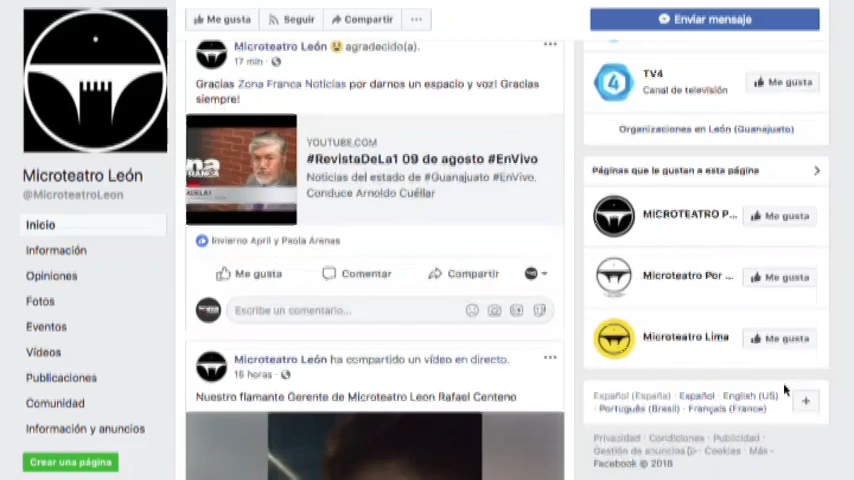 Me gusta
Seguir
Compartir
Enviar mensaje
Microteatro León
@MicroteatroLeon
Inicio
Información
Opiniones
Fotos
Eventos
Vídeos
Publicaciones
Comunidad
Información y anuncios
Crear una página
Microteatro León agradecido(a).
17 min ·
Gracias Zona Franca Noticias por darnos un espacio y voz! Gracias
siempre!
YOUTUBE.COM
#RevistaDeLa1 09 de agosto #EnVivo
Noticias del estado de #Guanajuato #EnVivo.
Conduce Arnoldo Cuéllar
Invierno April y Paola Arenas
Me gusta
Comentar
Compartir
Escribe un comentario...
Microteatro León ha compartido un vídeo en directo.
16 horas ·
Nuestro flamante Gerente de Microteatro Leon Rafael Centeno
TV4
Canal de televisión
Me gusta
Organizaciones en León (Guanajuato)
Páginas que le gustan a esta página
MICROTEATRO P...
Me gusta
Microteatro Por ...
Me gusta
Microteatro Lima
Me gusta
Español (España) · Español · English (US)
· Português (Brasil) · Français (France)
Privacidad · Condiciones · Publicidad ·
Gestión de anuncios · Cookies · Más
Facebook © 2018